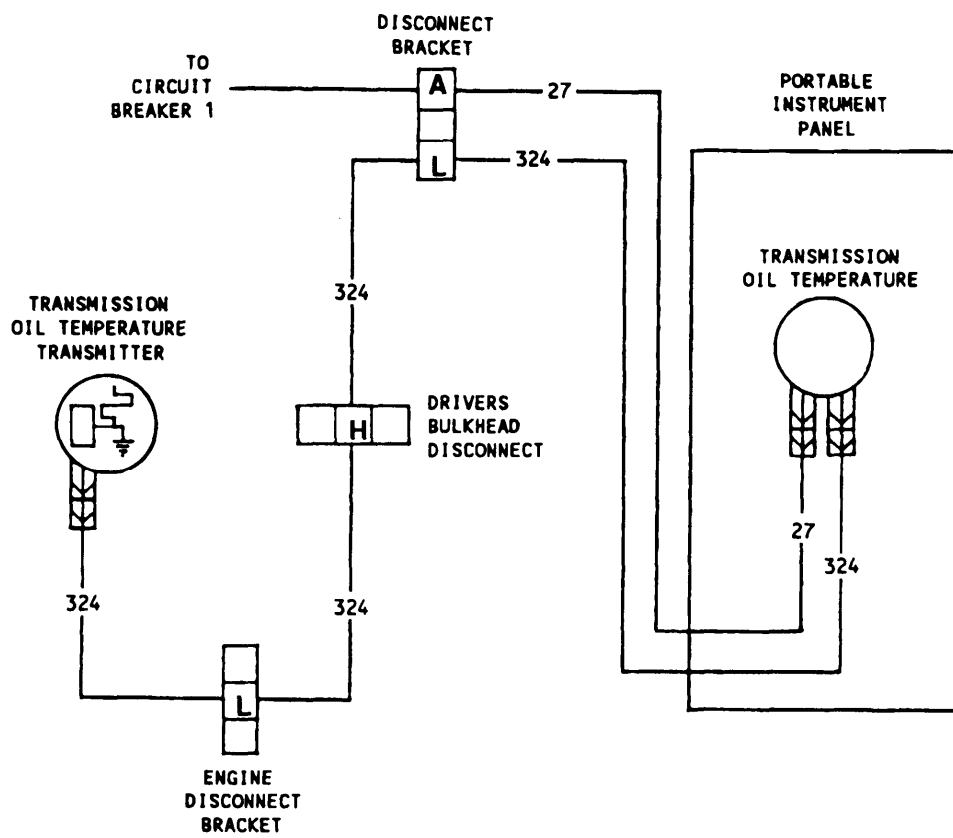 DISCONNECT
BRACKET
TO
CIRCUIT
BREAKER 1
A
27
PORTABLE
INSTRUMENT
PANEL
L
324
324
TRANSMISSION
OIL TEMPERATURE
TRANSMISSION
OIL TEMPERATURE
TRANSMITTER
H
DRIVERS
BULKHEAD
DISCONNECT
27
324
324
324
L
ENGINE
DISCONNECT
BRACKET